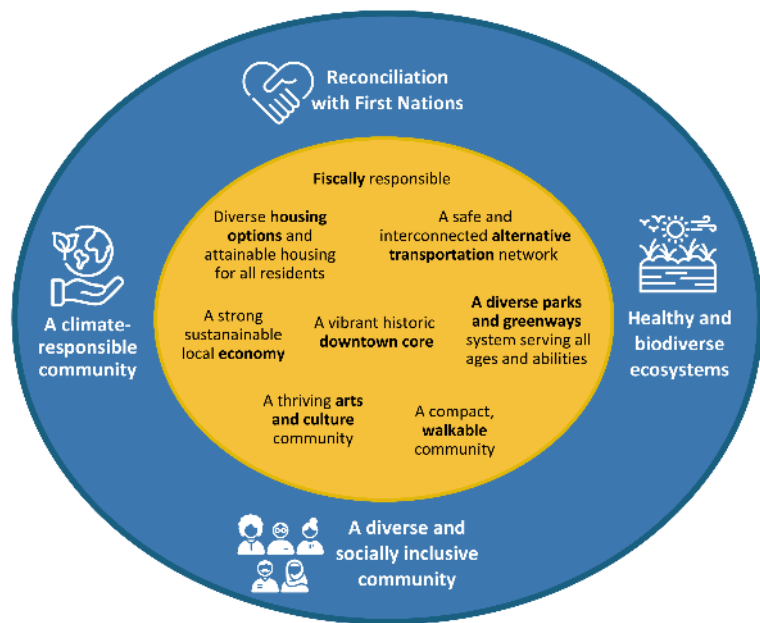 Reconciliation
with First Nations
Fiscally responsible
Diverse housing
options and
attainable housing
for all residents
A safe and
interconnected alternative
transportation network
A climate-
responsible
community
A strong
sustanainable
local economy
A vibrant historic
downtown core
A diverse parks
and greenways
system serving all
ages and abilities
Healthy and
biodiverse
ecosystems
A thriving arts
and culture
community
A compact,
walkable
community
A diverse and
socially inclusive
community